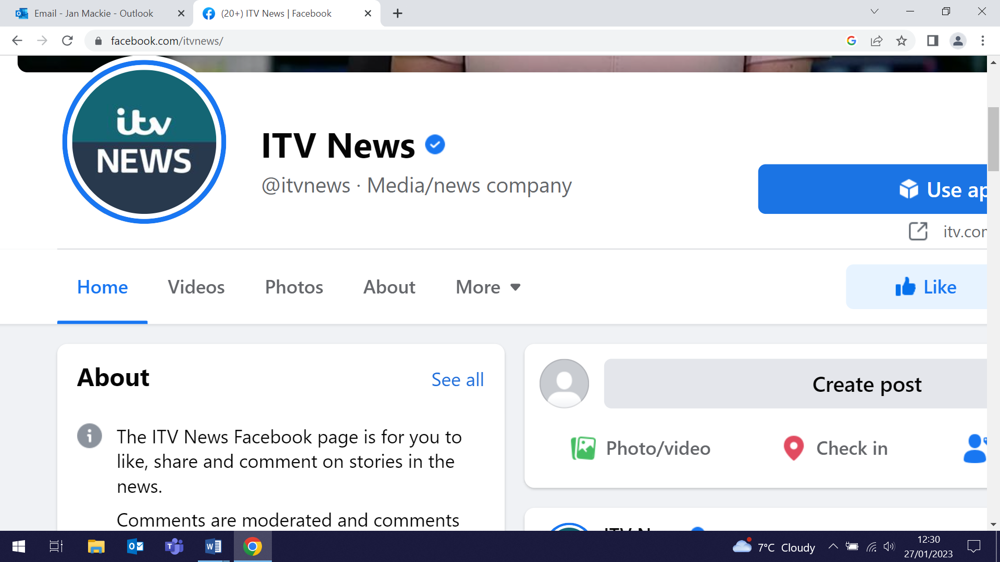 Email - Jan Mackie - Outlook
(20+) ITV News | Facebook
facebook.com/itvnews/
itv
NEWS
ITV News
@itvnews · Media/news company
Use ap
itv.com
Home Videos Photos About More
Like
About
See all
The ITV News Facebook page is for you to
like, share and comment on stories in the
news.
Comments are moderated and comments
Create post
Photo/video Check in
7°C Cloudy
12:30
27/01/2023